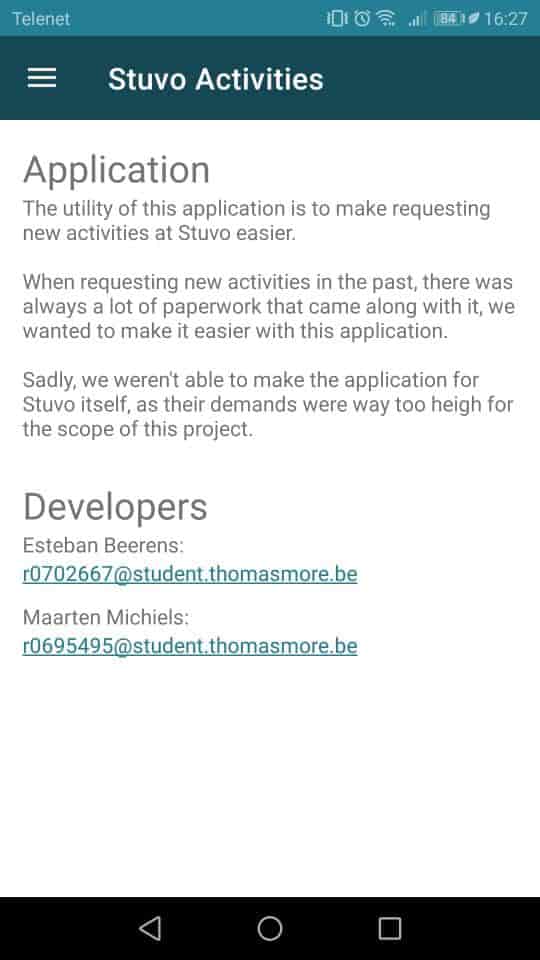 Telenet 84 16:27
Stuvo Activities
Application
The utility of this application is to make requesting
new activities at Stuvo easier.
When requesting new activities in the past, there was
always a lot of paperwork that came along with it, we
wanted to make it easier with this application.
Sadly, we weren't able to make the application for
Stuvo itself, as their demands were way too heigh for
the scope of this project.
Developers
Esteban Beerens:
r0702667@student.thomasmore.be
Maarten Michiels:
r0695495@student.thomasmore.be